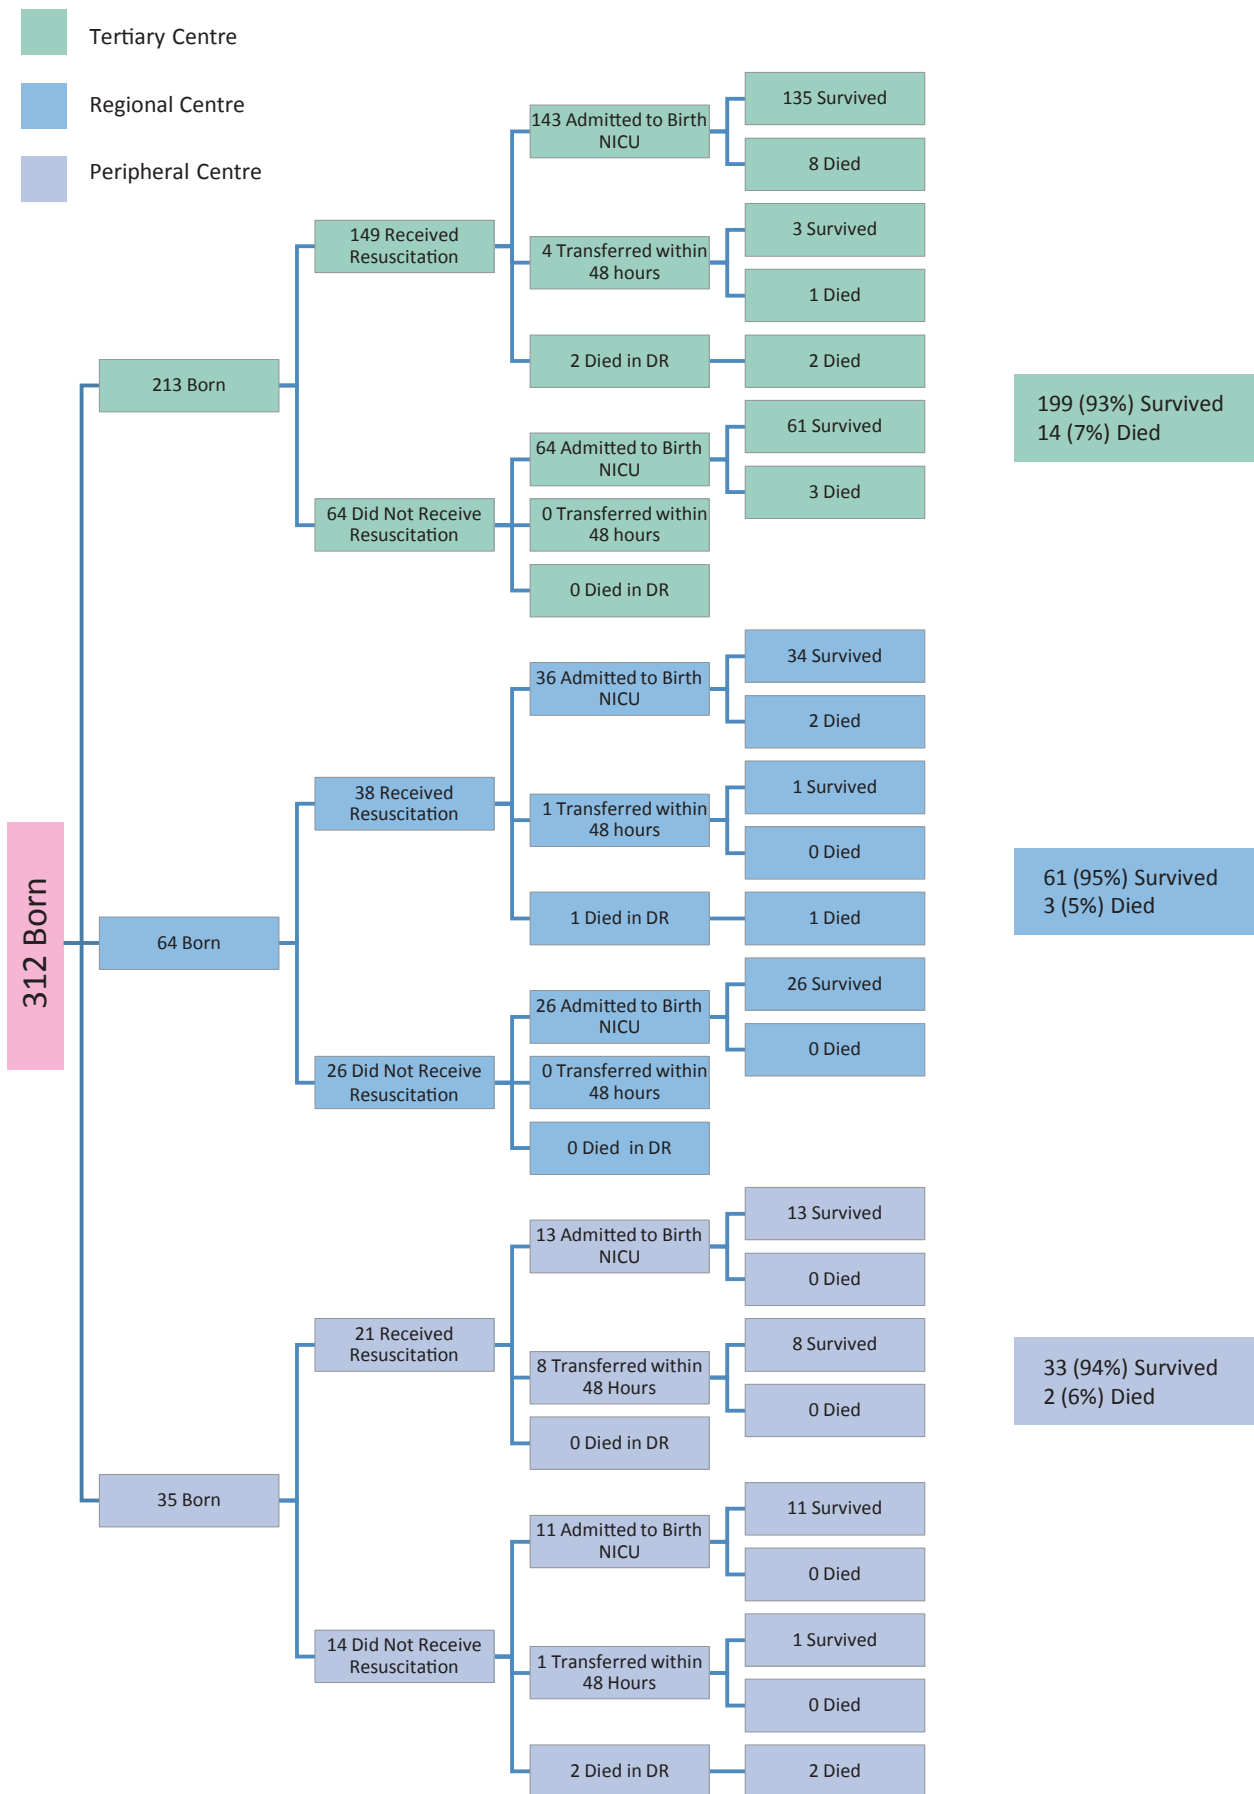 Tertiary Centre
Regional Centre
Peripheral Centre
312 Born
213 Born
149 Received
Resuscitation
143 Admitted to Birth
NICU
135 Survived
8 Died
4 Transferred within
48 hours
3 Survived
1 Died
2 Died in DR
2 Died
64 Did Not Receive
Resuscitation
64 Admitted to Birth
NICU
61 Survived
3 Died
0 Transferred within
48 hours
0 Died in DR
199 (93%) Survived
14 (7%) Died
64 Born
38 Received
Resuscitation
36 Admitted to Birth
NICU
34 Survived
2 Died
1 Transferred within
48 hours
1 Survived
0 Died
1 Died in DR
1 Died
26 Did Not Receive
Resuscitation
26 Admitted to Birth
NICU
26 Survived
0 Died
0 Transferred within
48 hours
0 Died in DR
61 (95%) Survived
3 (5%) Died
35 Born
21 Received
Resuscitation
13 Admitted to Birth
NICU
13 Survived
0 Died
8 Transferred within
48 Hours
8 Survived
0 Died
0 Died in DR
14 Did Not Receive
Resuscitation
11 Admitted to Birth
NICU
11 Survived
0 Died
1 Transferred within
48 Hours
1 Survived
0 Died
2 Died in DR
2 Died
33 (94%) Survived
2 (6%) Died